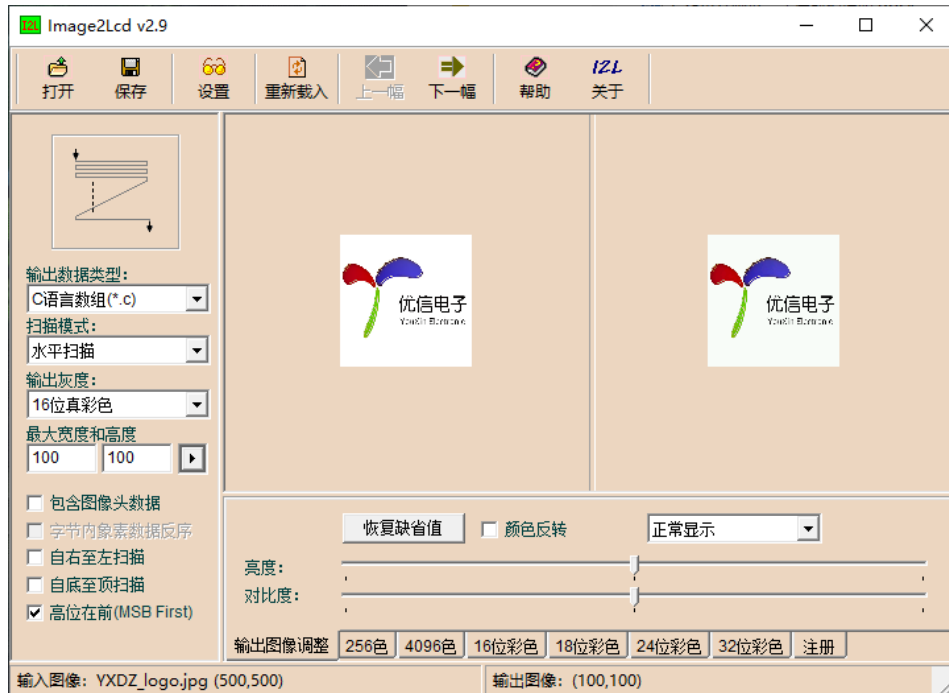 Image2Lcd v2.9
打开 保存 设置 重新载入 上一幅 下一幅 帮助 关于
输出数据类型:
C语言数组(*.c)
扫描模式:
水平扫描
输出灰度:
16位真彩色
最大宽度和高度
100 100
包含图像头数据
字节内象素数据反序
自右至左扫描
自底至顶扫描
高位在前(MSB First)
优信电子
YouXin Electronic
优信电子
YouXin Electronic
恢复缺省值 颜色反转 正常显示
亮度:
对比度:
输出图像调整 256色 4096色 16位彩色 18位彩色 24位彩色 32位彩色 注册
输入图像: YXDZ_logo.jpg (500,500) 输出图像: (100,100)